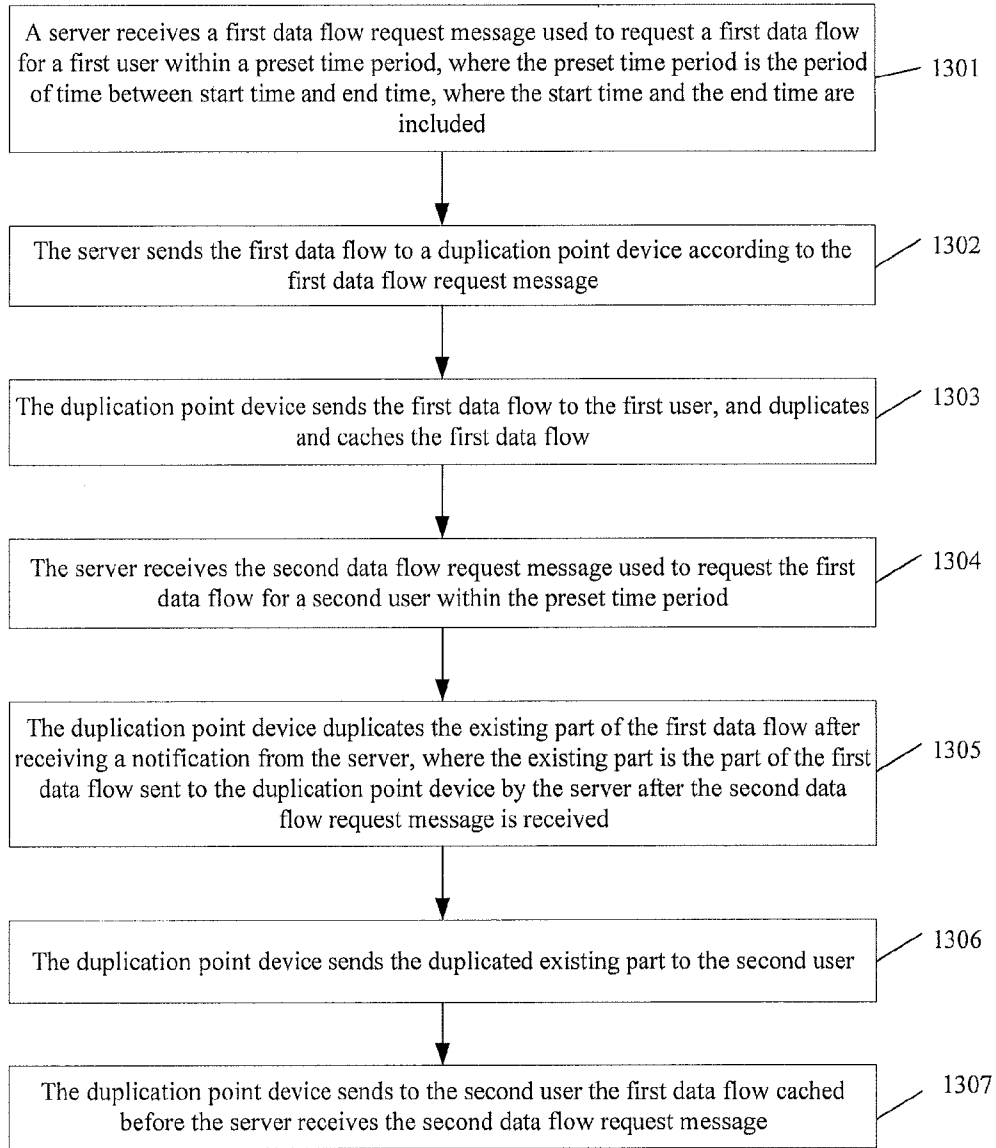 A server receives a first data flow request message used to request a first data flow
for a first user within a preset time period, where the preset time period is the period
of time between start time and end time, where the start time and the end time are
included
1301
The server sends the first data flow to a duplication point device according to the
first data flow request message
1302
The duplication point device sends the first data flow to the first user, and duplicates
and caches the first data flow
1303
The server receives the second data flow request message used to request the first
data flow for a second user within the preset time period
1304
The duplication point device duplicates the existing part of the first data flow after
receiving a notification from the server, where the existing part is the part of the first
data flow sent to the duplication point device by the server after the second data
flow request message is received
1305
The duplication point device sends the duplicated existing part to the second user
1306
The duplication point device sends to the second user the first data flow cached
before the server receives the second data flow request message
1307